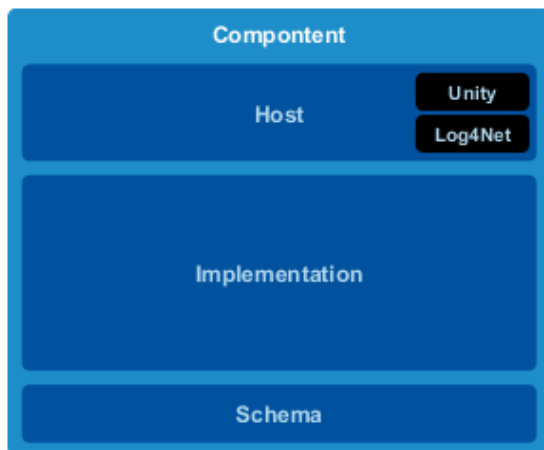 Compontent
Host
Unity
Log4Net
Implementation
Schema